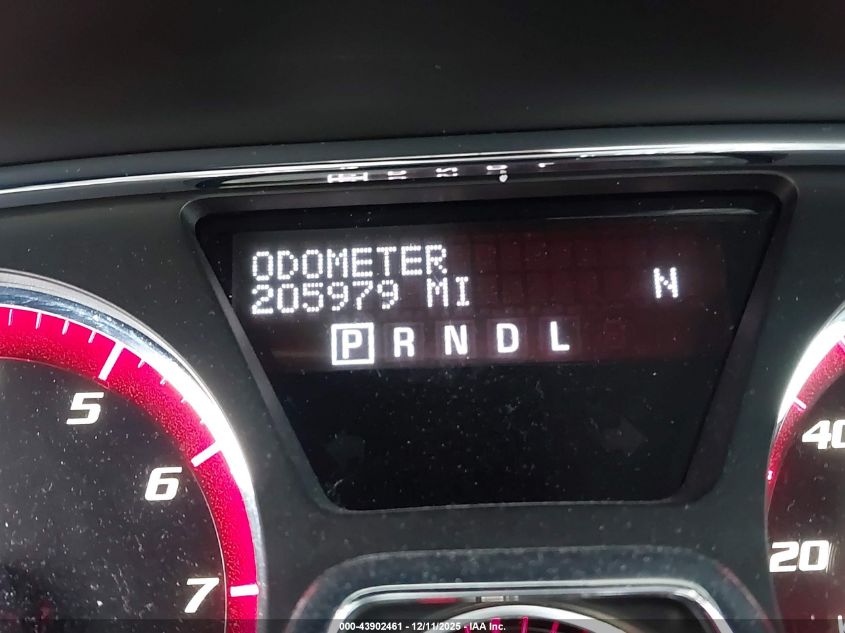 ODOMETER
205979 MI N
P R N D L
5
6
7
40
20
000-43902461 - 12/11/2025 - IAA Inc.